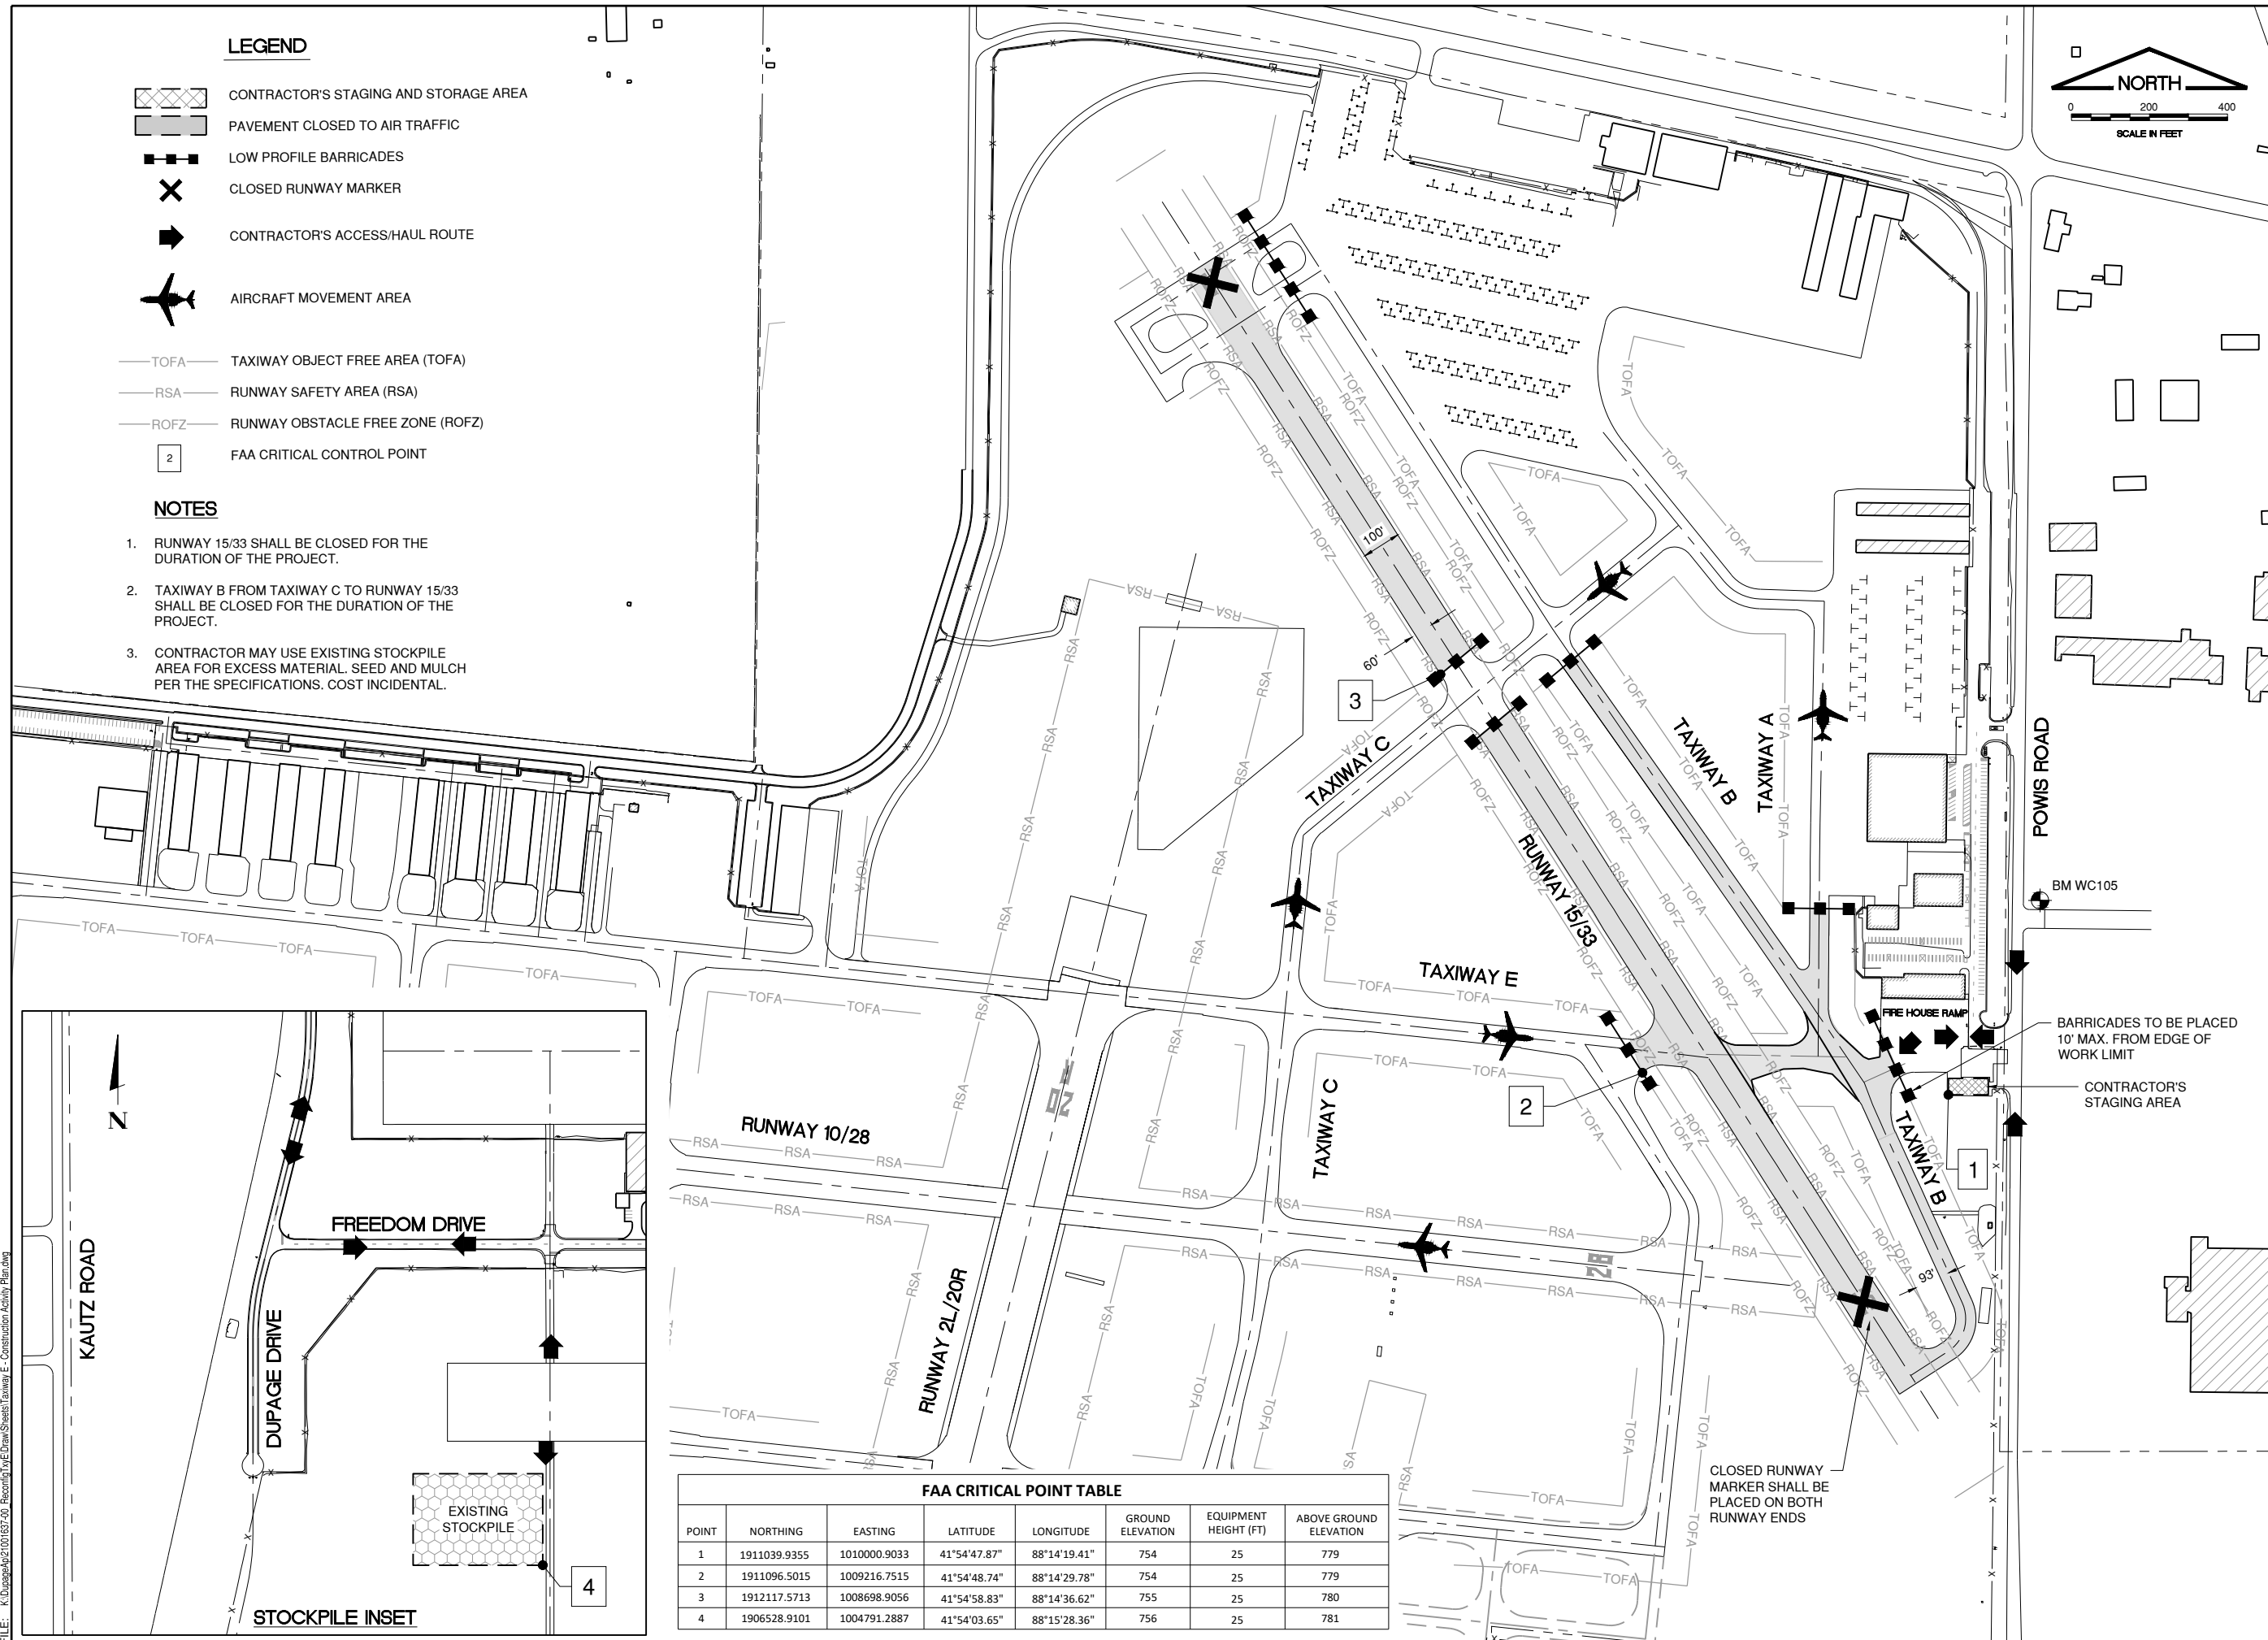 LEGEND
CONTRACTOR'S STAGING AND STORAGE AREA
PAVEMENT CLOSED TO AIR TRAFFIC
LOW PROFILE BARRICADES
CLOSED RUNWAY MARKER
CONTRACTOR'S ACCESS/HAUL ROUTE
AIRCRAFT MOVEMENT AREA
TOFA TAXIWAY OBJECT FREE AREA (TOFA)
RSA RUNWAY SAFETY AREA (RSA)
ROFZ RUNWAY OBSTACLE FREE ZONE (ROFZ)
2 FAA CRITICAL CONTROL POINT
NOTES
1. RUNWAY 15/33 SHALL BE CLOSED FOR THE
DURATION OF THE PROJECT.
2. TAXIWAY B FROM TAXIWAY C TO RUNWAY 15/33
SHALL BE CLOSED FOR THE DURATION OF THE
PROJECT.
3. CONTRACTOR MAY USE EXISTING STOCKPILE
AREA FOR EXCESS MATERIAL. SEED AND MULCH
PER THE SPECIFICATIONS. COST INCIDENTAL.
NORTH
0 200 400
SCALE IN FEET
100'
60'
3
TAXIWAY C
TAXIWAY B
TAXIWAY A
POWIS ROAD
BM WC105
RUNWAY 15/33
TAXIWAY E
FIRE HOUSE RAMP
BARRICADES TO BE PLACED
10' MAX. FROM EDGE OF
WORK LIMIT
CONTRACTOR'S
STAGING AREA
2
1
TAXIWAY B
TAXIWAY C
RUNWAY 10/28
20R
28
93'
RUNWAY 2L/20R
CLOSED RUNWAY
MARKER SHALL BE
PLACED ON BOTH
RUNWAY ENDS
N
KAUTZ ROAD
FREEDOM DRIVE
DUPAGE DRIVE
EXISTING
STOCKPILE
4
STOCKPILE INSET
FAA CRITICAL POINT TABLE
POINT NORTHING EASTING LATITUDE LONGITUDE GROUND ELEVATION EQUIPMENT HEIGHT (FT) ABOVE GROUND ELEVATION
1 1911039.9355 1010000.9033 41°54'47.87" 88°14'19.41" 754 25 779
2 1911096.5015 1009216.7515 41°54'48.74" 88°14'29.78" 754 25 779
3 1912117.5713 1008698.9056 41°54'58.83" 88°14'36.62" 755 25 780
4 1906528.9101 1004791.2887 41°54'03.65" 88°15'28.36" 756 25 781